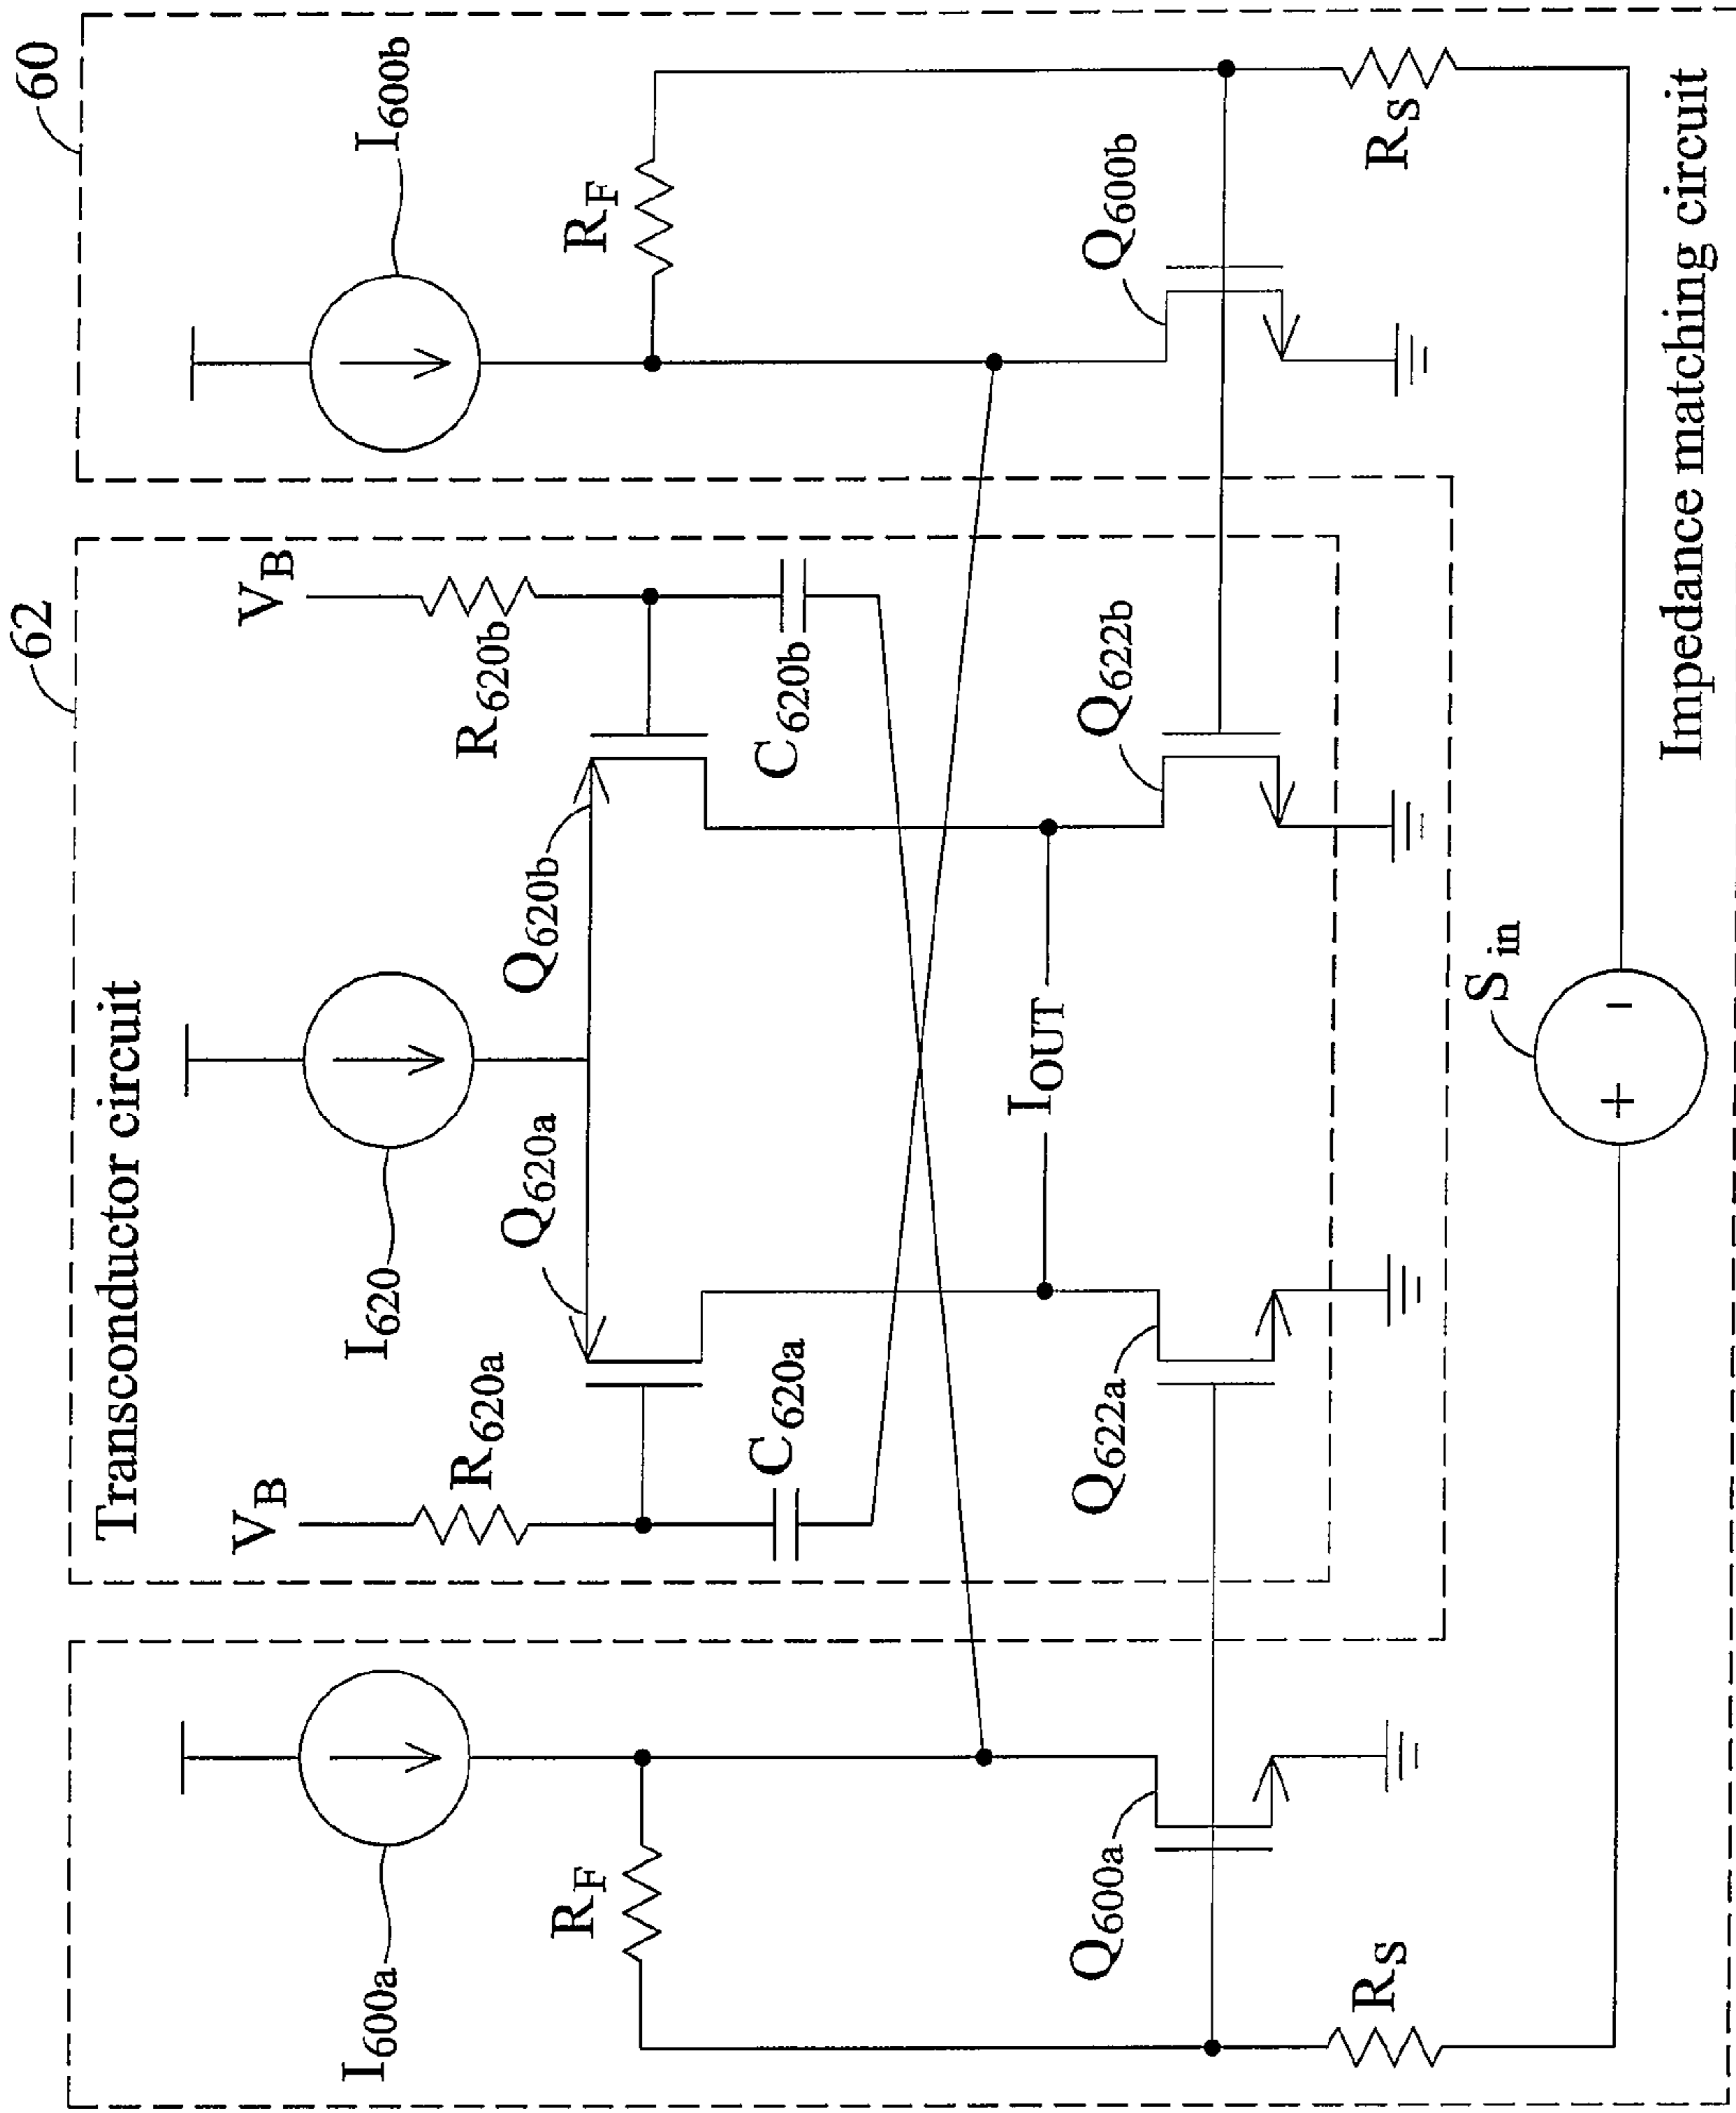 60
62
Transconductor circuit
I600a
I620
I600b
VB
R620a
VB
R620b
RF
Q620a
Q620b
RF
C620a
C620b
IOUT
Q600a
Q622a
Q622b
Q600b
RS
Sin
RS
+ -
Impedance matching circuit